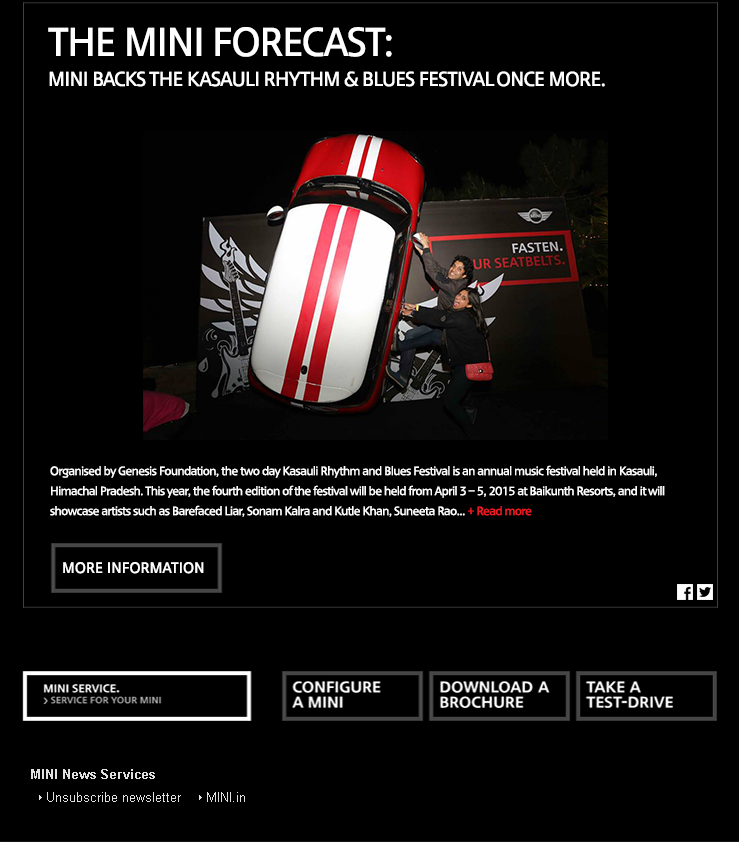 THE MINI FORECAST:
MINI BACKS THE KASAULI RHYTHM & BLUES FESTIVAL ONCE MORE.
MINI
FASTEN.
UR SEATBELTS.
Organised by Genesis Foundation, the two day Kasauli Rhythm and Blues Festival is an annual music festival held in Kasauli,
Himachal Pradesh. This year, the fourth edition of the festival will be held from April 3 – 5, 2015 at Baikunth Resorts, and it will
showcase artists such as Barefaced Liar, Sonam Kalra and Kutle Khan, Suneeta Rao... + Read more
MORE INFORMATION
MINI SERVICE.
> SERVICE FOR YOUR MINI
CONFIGURE
A MINI
DOWNLOAD A
BROCHURE
TAKE A
TEST-DRIVE
MINI News Services
Unsubscribe newsletter MINI.in